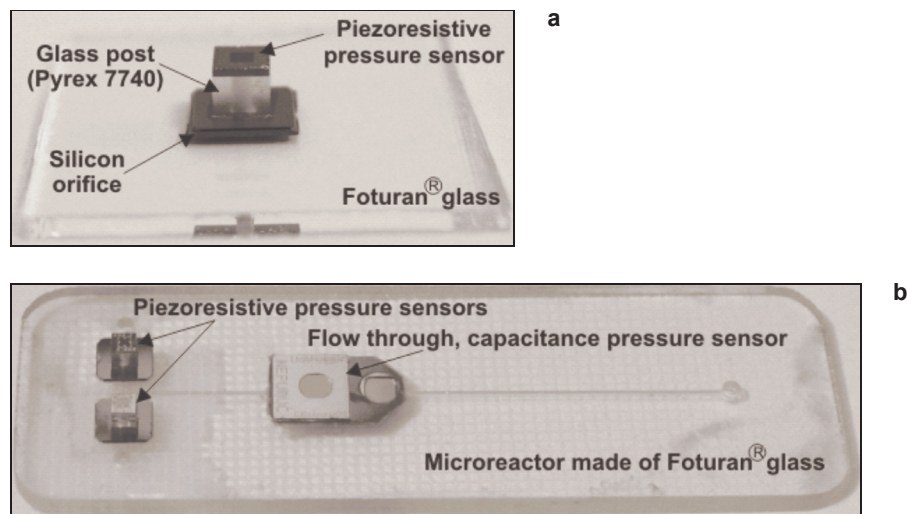 a
Piezoresistive
pressure sensor
Glass post
(Pyrex 7740)
Silicon
orifice
Foturan® glass
b
Piezoresistive pressure sensors
Flow through, capacitance pressure sensor
Microreactor made of Foturan® glass